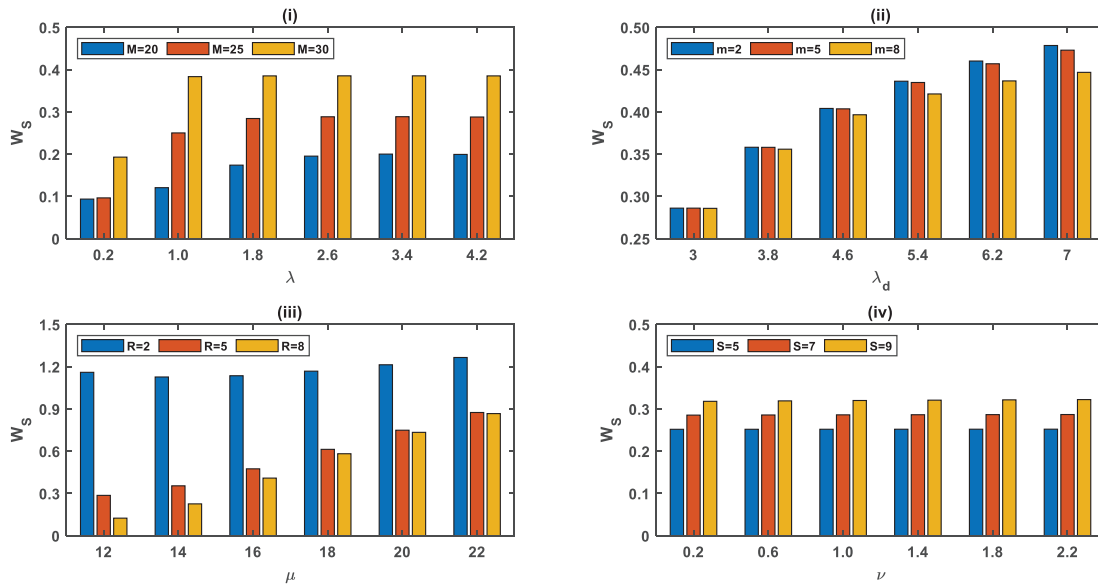 (i)
M=20 M=25 M=30
0.5
0.4
0.3
0.2
0.1
0
W_S
0.2 1.0 1.8 2.6 3.4 4.2
λ
(ii)
m=2 m=5 m=8
0.50
0.45
0.40
0.35
0.30
0.25
W_S
3 3.8 4.6 5.4 6.2 7
λ_d
(iii)
R=2 R=5 R=8
1.5
1.2
0.9
0.6
0.3
0
W_S
12 14 16 18 20 22
μ
(iv)
S=5 S=7 S=9
0.5
0.4
0.3
0.2
0.1
0
W_S
0.2 0.6 1.0 1.4 1.8 2.2
ν